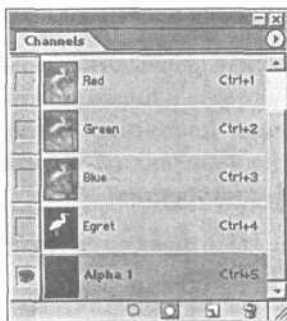 Channels
Red Ctrl+1
Green Ctrl+2
Blue Ctrl+3
Egret Ctrl+4
Alpha 1 Ctrl+5